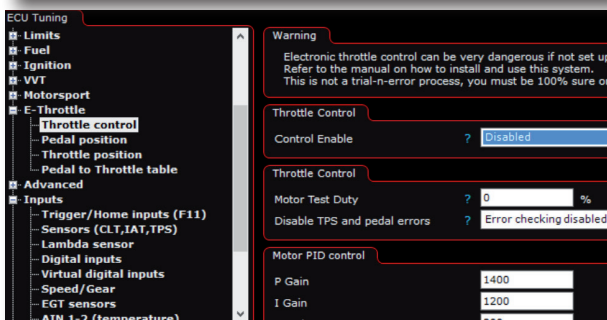 ECU Tuning
Limits
Fuel
Ignition
VVT
Motorsport
E-Throttle
Throttle control
Pedal position
Throttle position
Pedal to Throttle table
Advanced
Inputs
Trigger/Home inputs (F11)
Sensors (CLT,IAT,TPS)
Lambda sensor
Digital inputs
Virtual digital inputs
Speed/Gear
EGT sensors
AIN 1-2 (temperature)
Warning
Electronic throttle control can be very dangerous if not set up
Refer to the manual on how to install and use this system.
This is not a trial-n-error process, you must be 100% sure
Throttle Control
Control Enable ? Disabled
Throttle Control
Motor Test Duty ? 0 %
Disable TPS and pedal errors ? Error checking disabled
Motor PID control
P Gain 1400
I Gain 1200